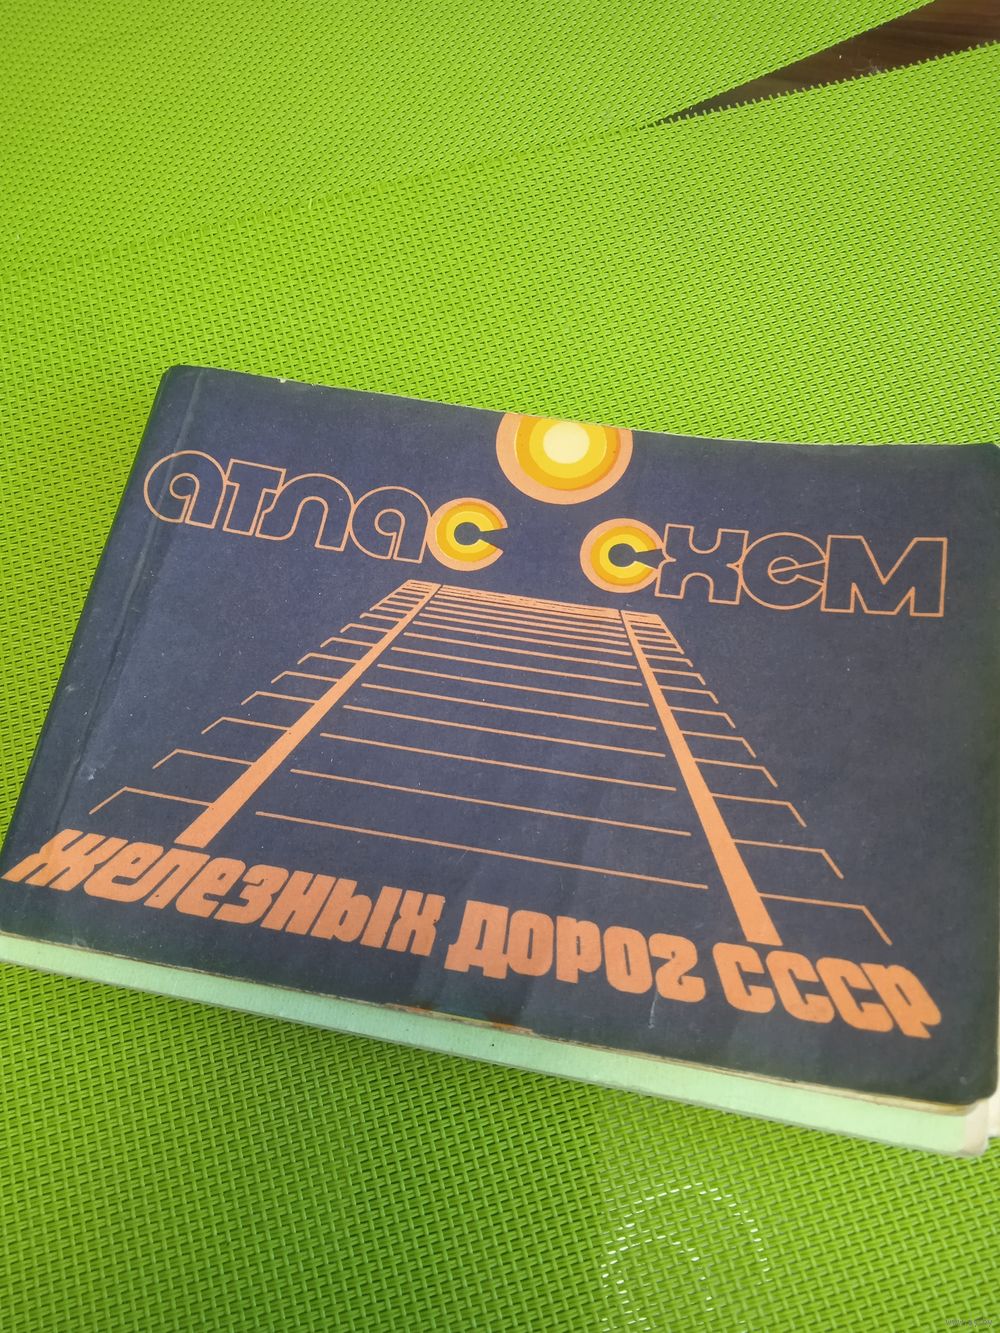 атлас схем
железных дорог СССР